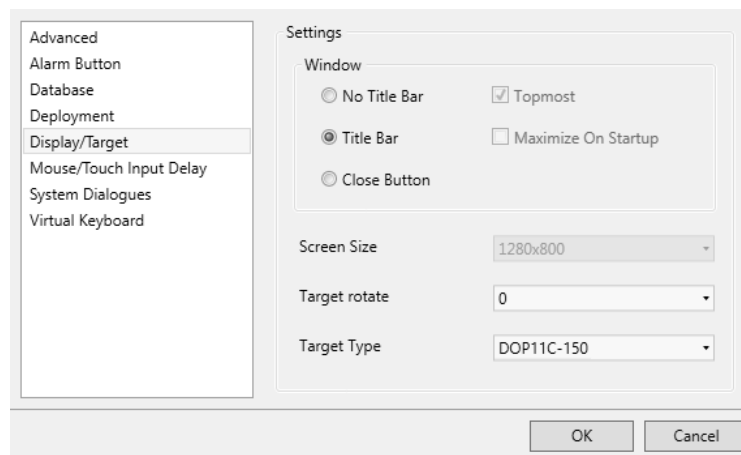 Advanced
Alarm Button
Database
Deployment
Display/Target
Mouse/Touch Input Delay
System Dialogues
Virtual Keyboard
Settings
Window
No Title Bar
Topmost
Title Bar
Maximize On Startup
Close Button
Screen Size
1280x800
Target rotate
0
Target Type
DOP11C-150
OK
Cancel